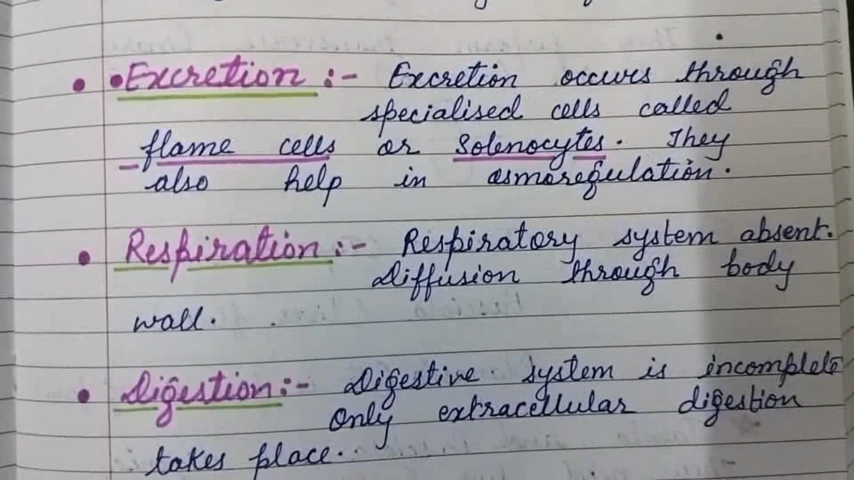 • •Excretion :- Excretion occurs through
specialised cells called
flame cells or Solenocytes. They
also help in osmoregulation.
• Respiration :- Respiratory system absent.
diffusion through body
wall.
• Digestion :- Digestive system is incomplete
Only extracellular digestion
takes place.